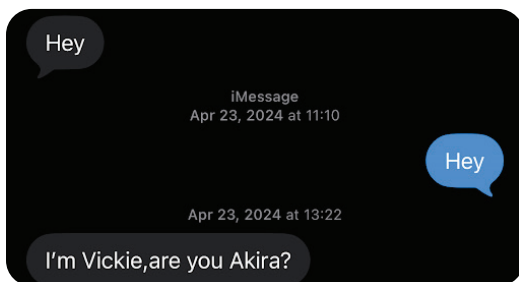 Hey
iMessage
Apr 23, 2024 at 11:10
Hey
Apr 23, 2024 at 13:22
I'm Vickie,are you Akira?